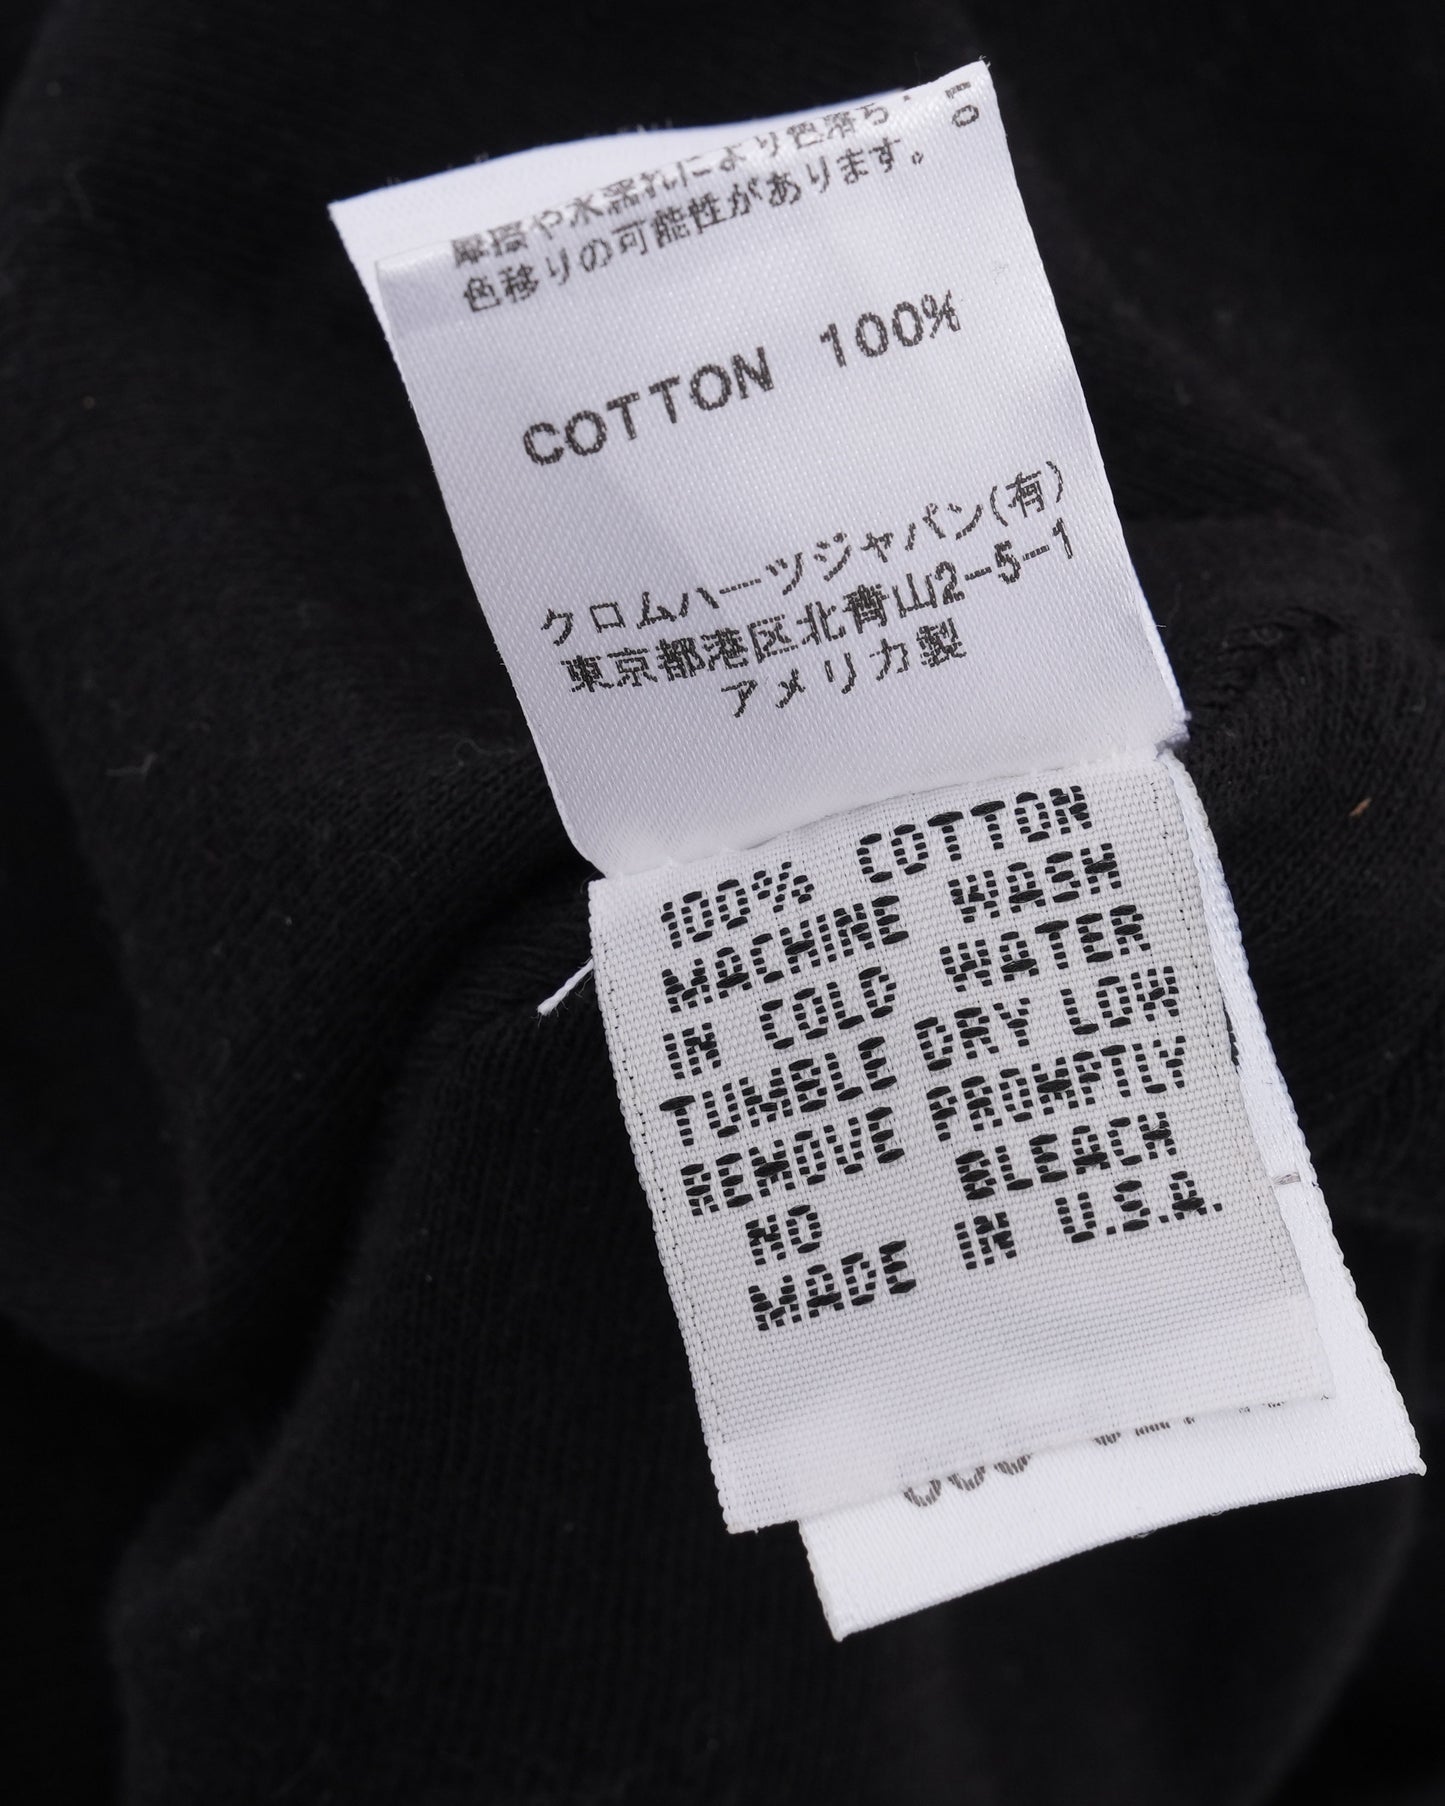 摩擦や水濡れにより色落ち
色移りの可能性があります。
COTTON 100%
クロムハーツジャパン(有)
東京都港区北青山2-5-1
アメリカ製
100% COTTON
MACHINE WASH
IN COLD WATER
TUMBLE DRY LOW
REMOVE PROMPTLY
NO BLEACH
MADE IN U.S.A.